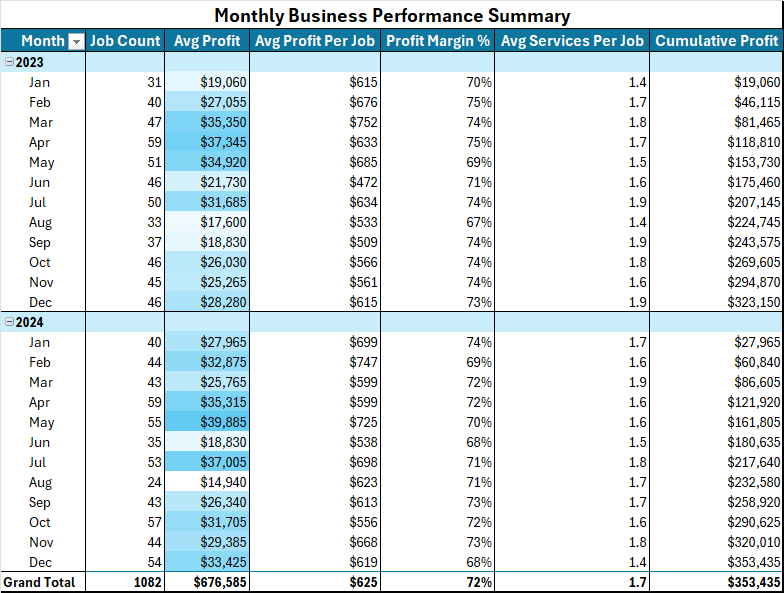 Monthly Business Performance Summary
Month Job Count Avg Profit Avg Profit Per Job Profit Margin % Avg Services Per Job Cumulative Profit
2023
Jan 31 $19,060 $615 70% 1.4 $19,060
Feb 40 $27,055 $676 75% 1.7 $46,115
Mar 47 $35,350 $752 74% 1.8 $81,465
Apr 59 $37,345 $633 75% 1.7 $118,810
May 51 $34,920 $685 69% 1.5 $153,730
Jun 46 $21,730 $472 71% 1.6 $175,460
Jul 50 $31,685 $634 74% 1.9 $207,145
Aug 33 $17,600 $533 67% 1.4 $224,745
Sep 37 $18,830 $509 74% 1.9 $243,575
Oct 46 $26,030 $566 74% 1.8 $269,605
Nov 45 $25,265 $561 74% 1.6 $294,870
Dec 46 $28,280 $615 73% 1.9 $323,150
2024
Jan 40 $27,965 $699 74% 1.7 $27,965
Feb 44 $32,875 $747 69% 1.6 $60,840
Mar 43 $25,765 $599 72% 1.9 $86,605
Apr 59 $35,315 $599 72% 1.6 $121,920
May 55 $39,885 $725 70% 1.6 $161,805
Jun 35 $18,830 $538 68% 1.5 $180,635
Jul 53 $37,005 $698 71% 1.8 $217,640
Aug 24 $14,940 $623 71% 1.7 $232,580
Sep 43 $26,340 $613 73% 1.7 $258,920
Oct 57 $31,705 $556 72% 1.6 $290,625
Nov 44 $29,385 $668 73% 1.8 $320,010
Dec 54 $33,425 $619 68% 1.4 $353,435
Grand Total 1082 $676,585 $625 72% 1.7 $353,435